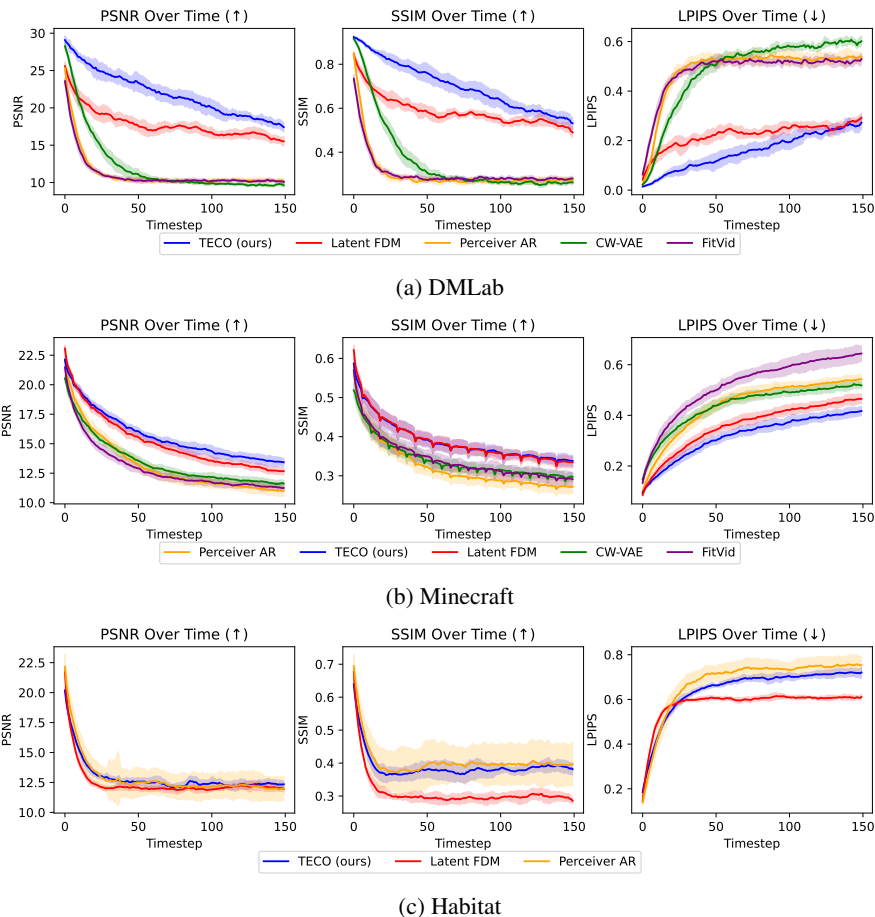 PSNR Over Time (↑)
SSIM Over Time (↑)
LPIPS Over Time (↓)
30
25
20
15
10
PSNR
0 50 100 150
Timestep
0.8
0.6
0.4
SSIM
0 50 100 150
Timestep
0.6
0.4
0.2
0.0
LPIPS
0 50 100 150
Timestep
TECO (ours) Latent FDM Perceiver AR CW-VAE FitVid
(a) DMLab
PSNR Over Time (↑)
SSIM Over Time (↑)
LPIPS Over Time (↓)
22.5
20.0
17.5
15.0
12.5
10.0
PSNR
0 50 100 150
Timestep
0.6
0.5
0.4
0.3
SSIM
0 50 100 150
Timestep
0.6
0.4
0.2
LPIPS
0 50 100 150
Timestep
Perceiver AR TECO (ours) Latent FDM CW-VAE FitVid
(b) Minecraft
PSNR Over Time (↑)
SSIM Over Time (↑)
LPIPS Over Time (↓)
22.5
20.0
17.5
15.0
12.5
10.0
PSNR
0 50 100 150
Timestep
0.7
0.6
0.5
0.4
0.3
SSIM
0 50 100 150
Timestep
0.8
0.6
0.4
0.2
LPIPS
0 50 100 150
Timestep
TECO (ours) Latent FDM Perceiver AR
(c) Habitat